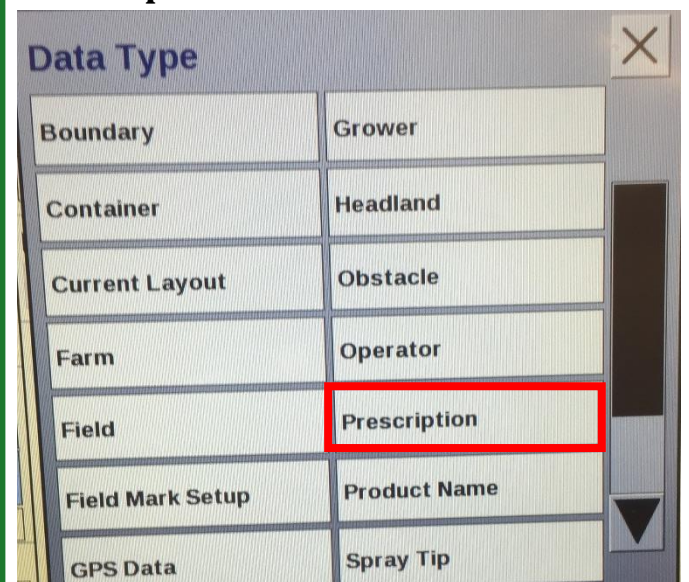 Data Type
Boundary
Grower
Container
Headland
Current Layout
Obstacle
Farm
Operator
Field
Prescription
Field Mark Setup
Product Name
GPS Data
Spray Tip